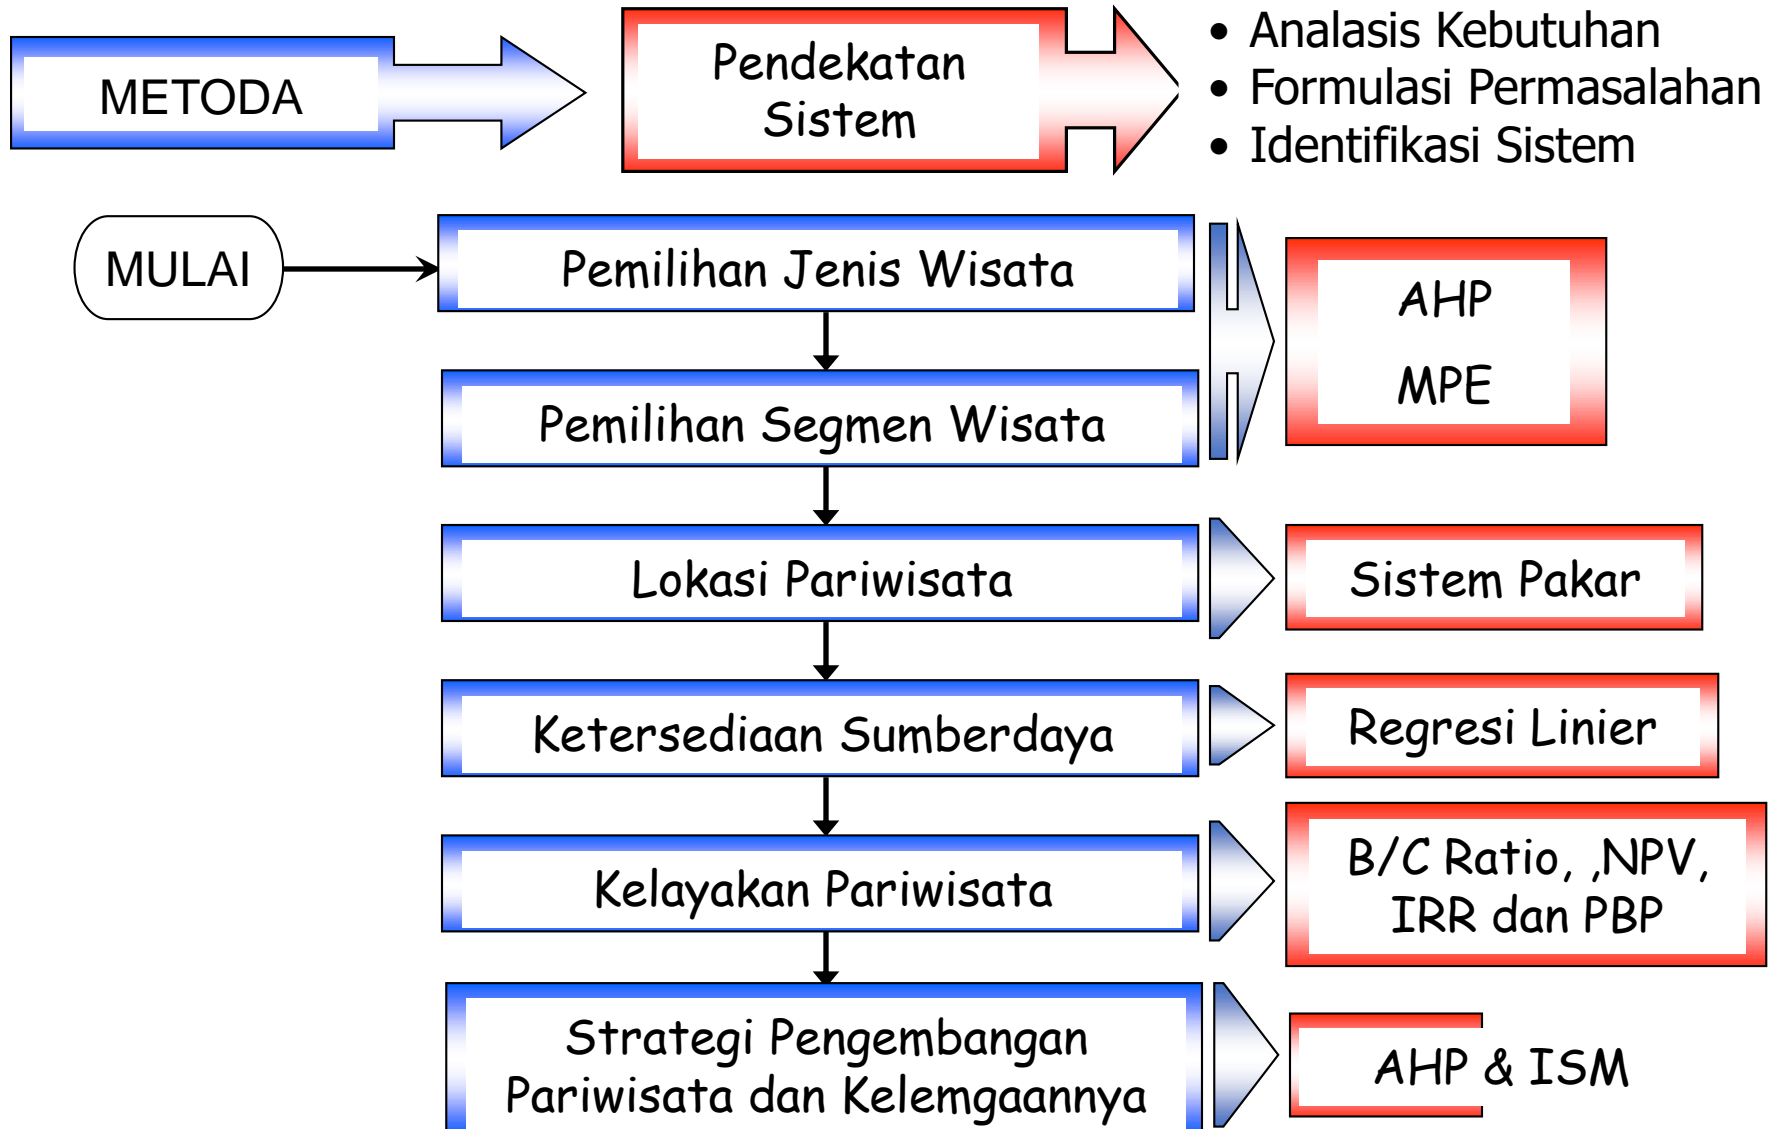 METODA
Pendekatan
Sistem
• Analasis Kebutuhan
• Formulasi Permasalahan
• Identifikasi Sistem
MULAI
Pemilihan Jenis Wisata
AHP
MPE
Pemilihan Segmen Wisata
Lokasi Pariwisata
Sistem Pakar
Ketersediaan Sumberdaya
Regresi Linier
Kelayakan Pariwisata
B/C Ratio, ,NPV,
IRR dan PBP
Strategi Pengembangan
Pariwisata dan Kelemgaannya
AHP & ISM